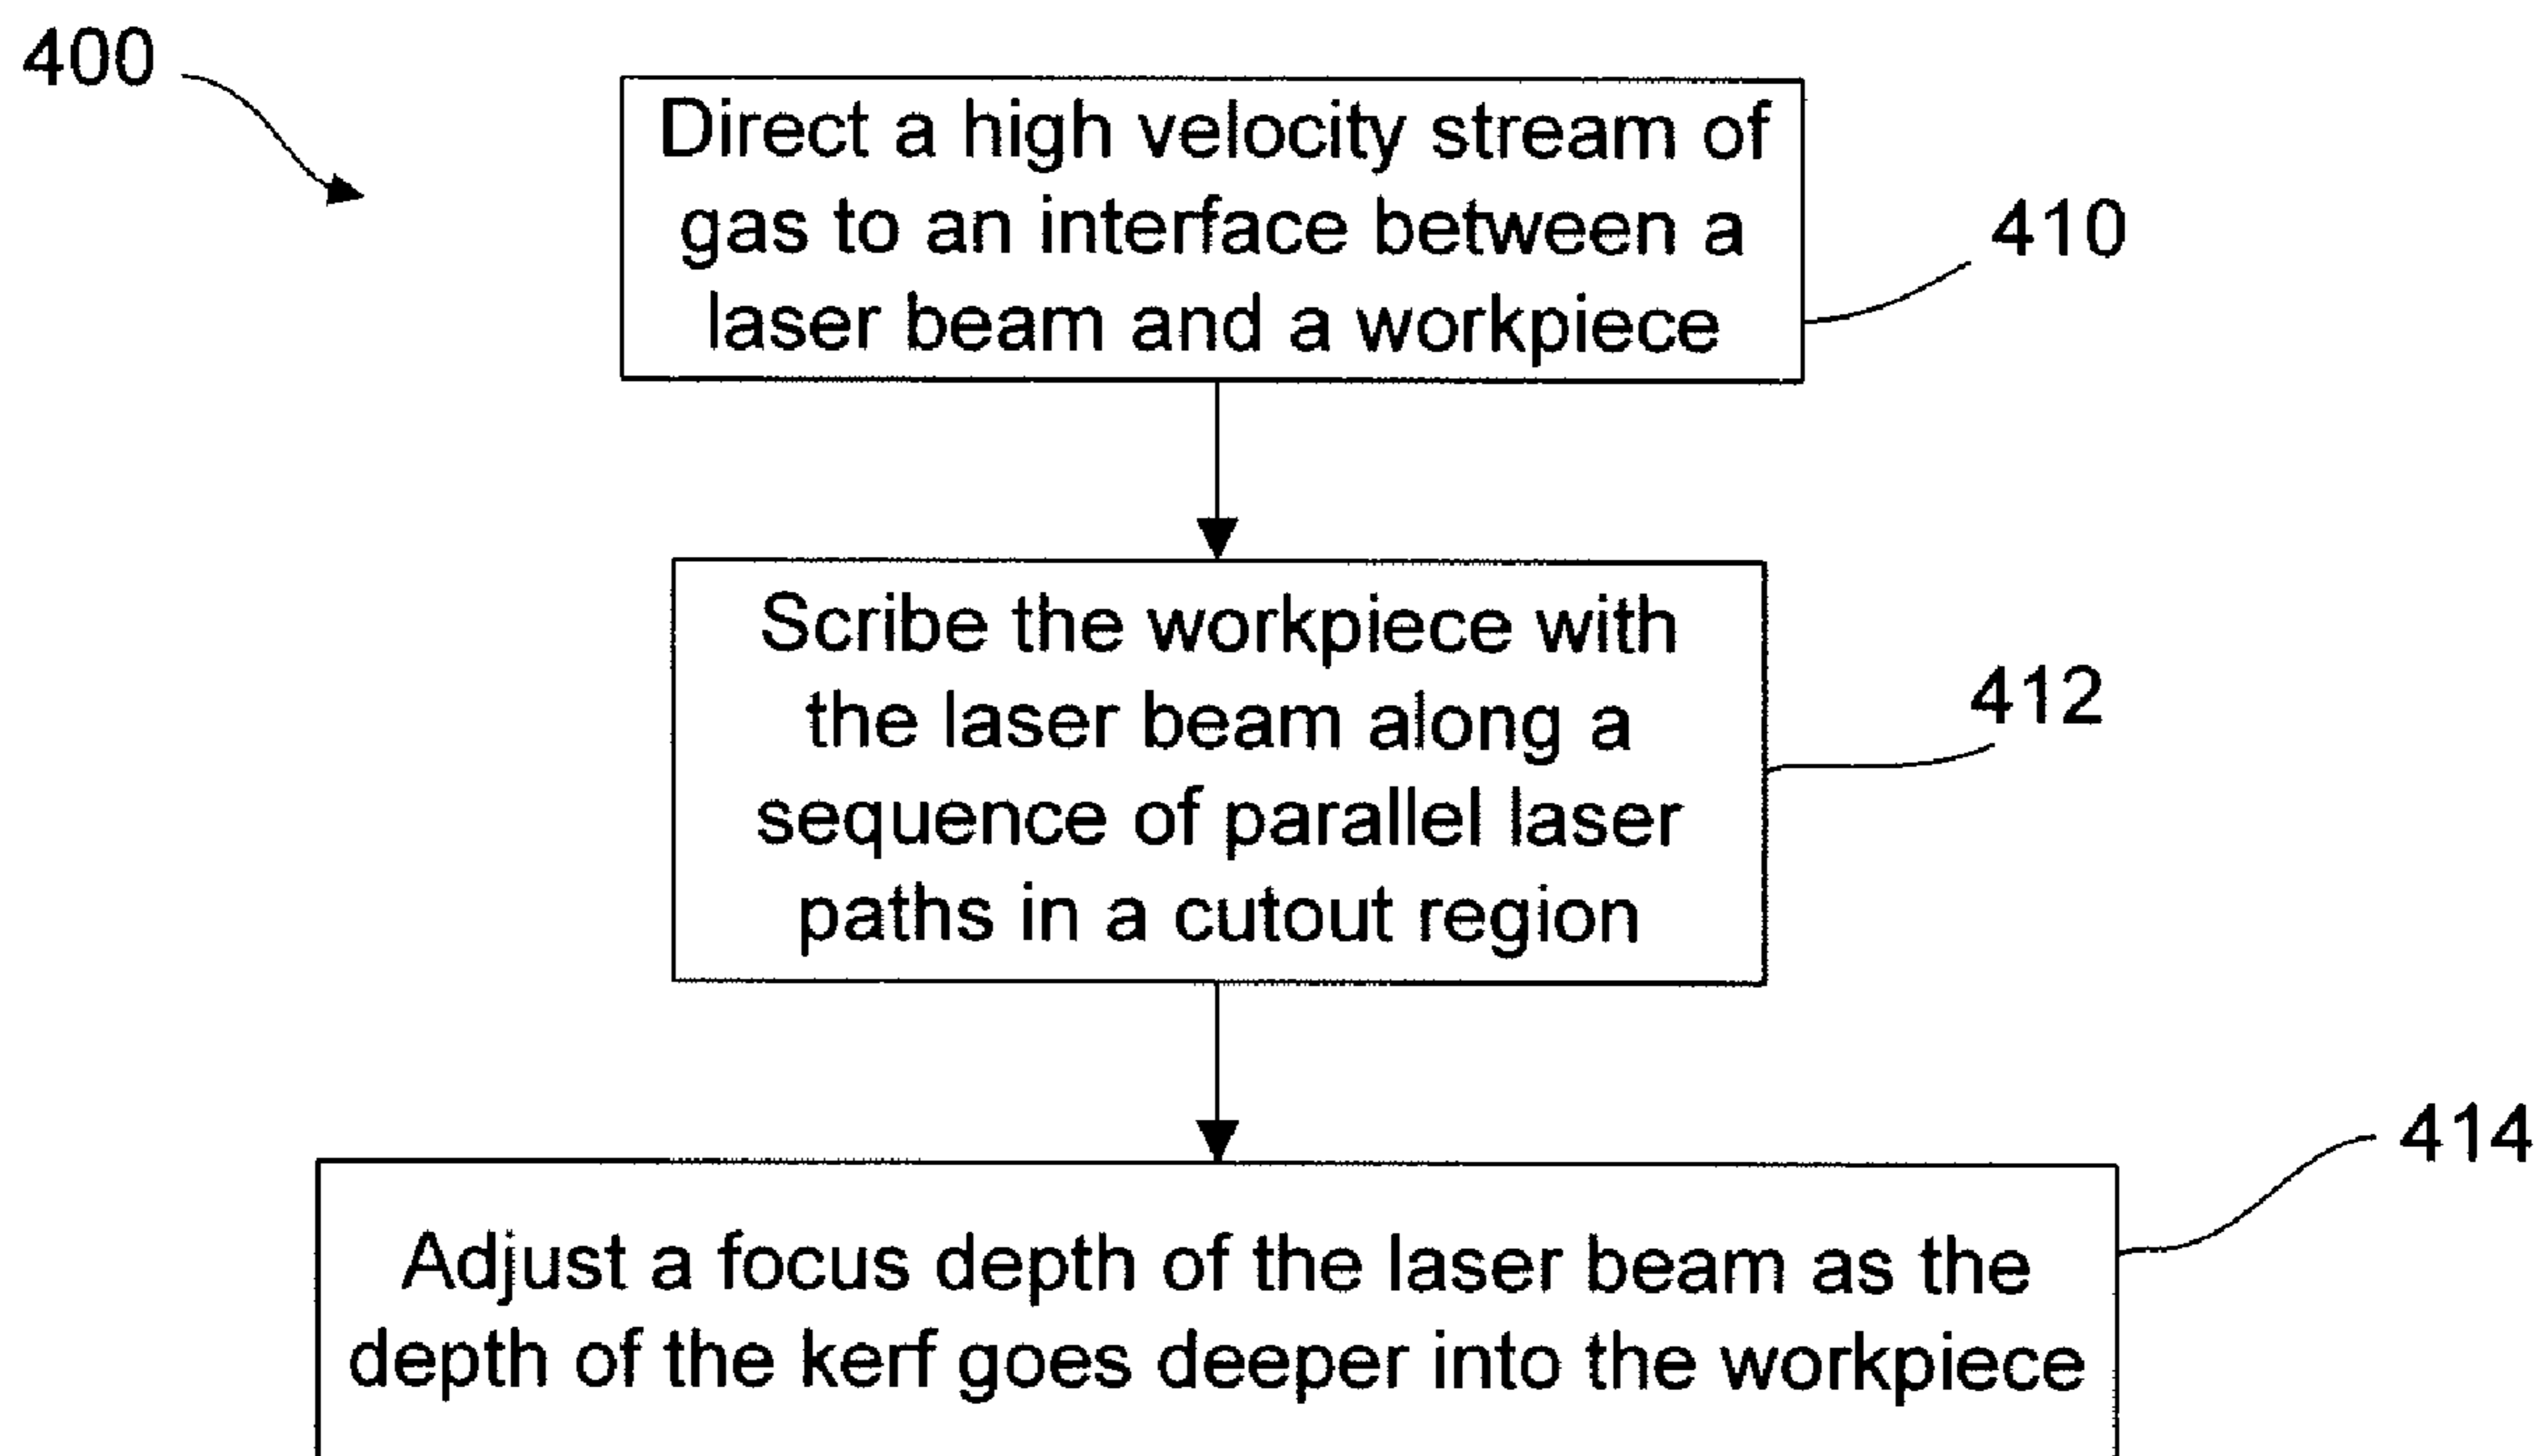 400
Direct a high velocity stream of
gas to an interface between a
laser beam and a workpiece
410
Scribe the workpiece with
the laser beam along a
sequence of parallel laser
paths in a cutout region
412
414
Adjust a focus depth of the laser beam as the
depth of the kerf goes deeper into the workpiece